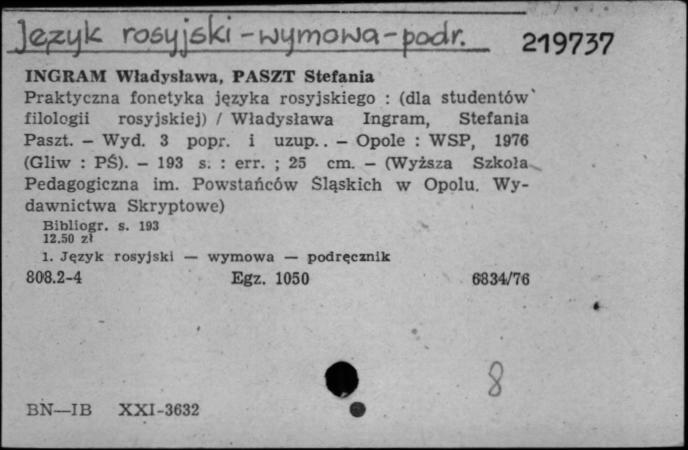 Język rosyjski - wymowa - podr. 219737
INGRAM Władysława, PASZT Stefania
Praktyczna fonetyka języka rosyjskiego : (dla studentów
filologii rosyjskiej) / Władysława Ingram, Stefania
Paszt. — Wyd. 3 popr. i uzup.. — Opole : WSP, 1976
(Gliw : PŚ). — 193 s. : err. ; 25 cm. — (Wyższa Szkoła
Pedagogiczna im. Powstańców Śląskich w Opolu. Wy-
dawnictwa Skryptowe)
Bibliogr. s. 193
12.50 zł
1. Język rosyjski — wymowa — podręcznik
808.2-4 Egz. 1050 6834/76
8
BN—IB XXI-3632